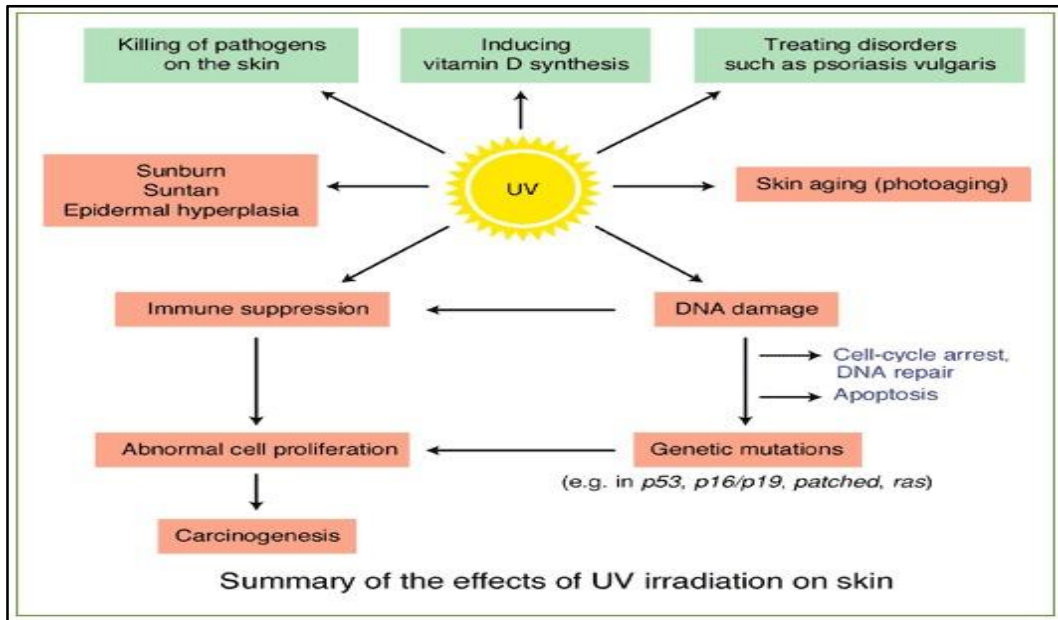 Killing of pathogens
on the skin
Inducing
vitamin D synthesis
Treating disorders
such as psoriasis vulgaris
Sunburn
Suntan
Epidermal hyperplasia
UV
Skin aging (photoaging)
Immune suppression
DNA damage
Cell-cycle arrest,
DNA repair
Apoptosis
Abnormal cell proliferation
Genetic mutations
(e.g. in p53, p16/p19, patched, ras)
Carcinogenesis
Summary of the effects of UV irradiation on skin